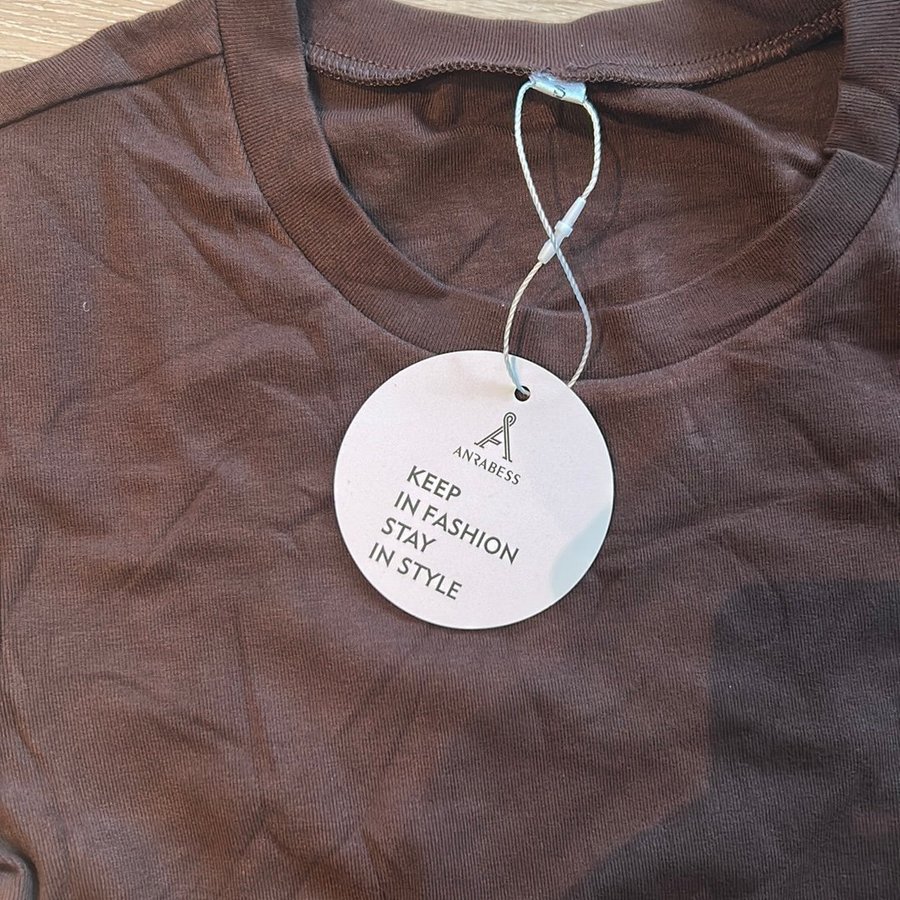 ANRABESS
KEEP
IN FASHION
STAY
IN STYLE